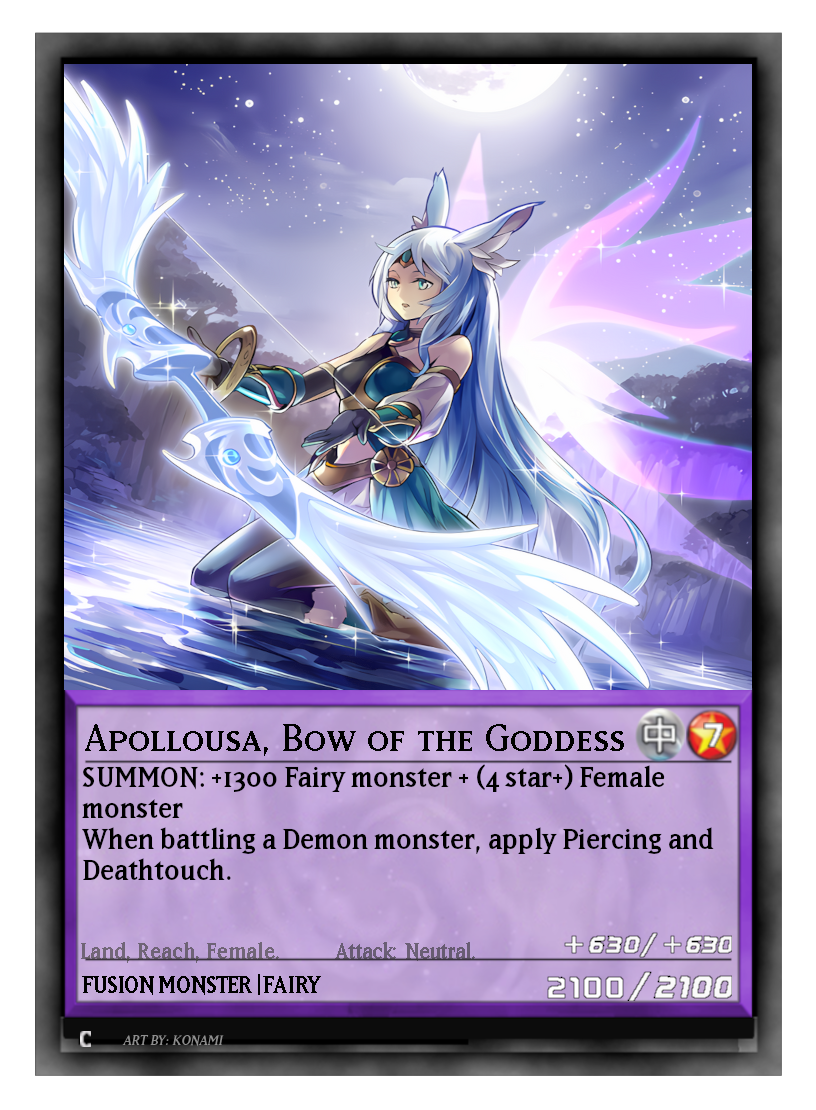 APOLLOUSA, BOW OF THE GODDESS 中 7
SUMMON: +1300 Fairy monster + (4 star+) Female
monster
When battling a Demon monster, apply Piercing and
Deathtouch.
Land, Reach, Female. Attack: Neutral. +630/+630
FUSION MONSTER |FAIRY 2100/2100
C ART BY: KONAMI